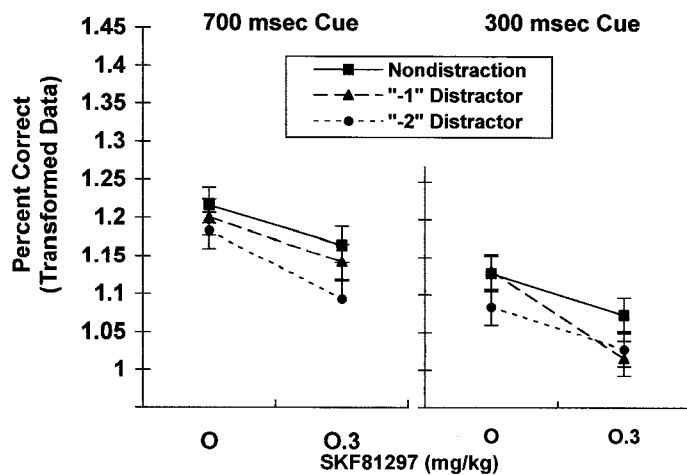 700 msec Cue
300 msec Cue
Nondistraction
"-1" Distractor
"-2" Distractor
Percent Correct
(Transformed Data)
1.45
1.4
1.35
1.3
1.25
1.2
1.15
1.1
1.05
1
O
O.3
O
O.3
SKF81297 (mg/kg)